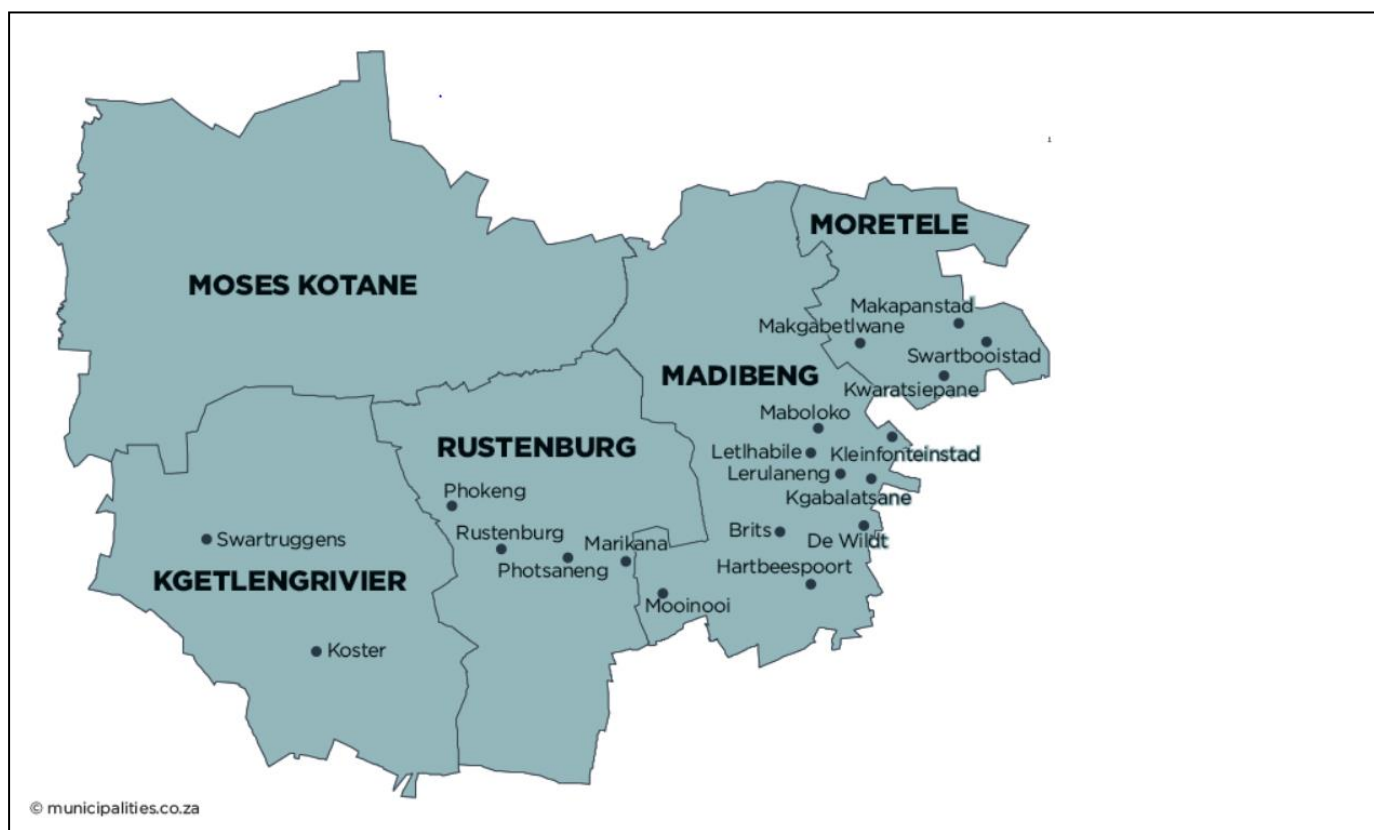 MORETELE
MOSES KOTANE
Makapanstad
Makgabetlwane
Swartbooistad
MADIBENG
Kwaratsiepane
Maboloko
RUSTENBURG
Letlhabile
Kleinfonteinstad
Lerulaneng
Phokeng
Kgabalatsane
Swartruggens
Rustenburg
Marikana
Brits
De Wildt
Photsaneng
Hartbeespoort
KGETLENGRIVIER
Mooinooi
Koster
© municipalities.co.za